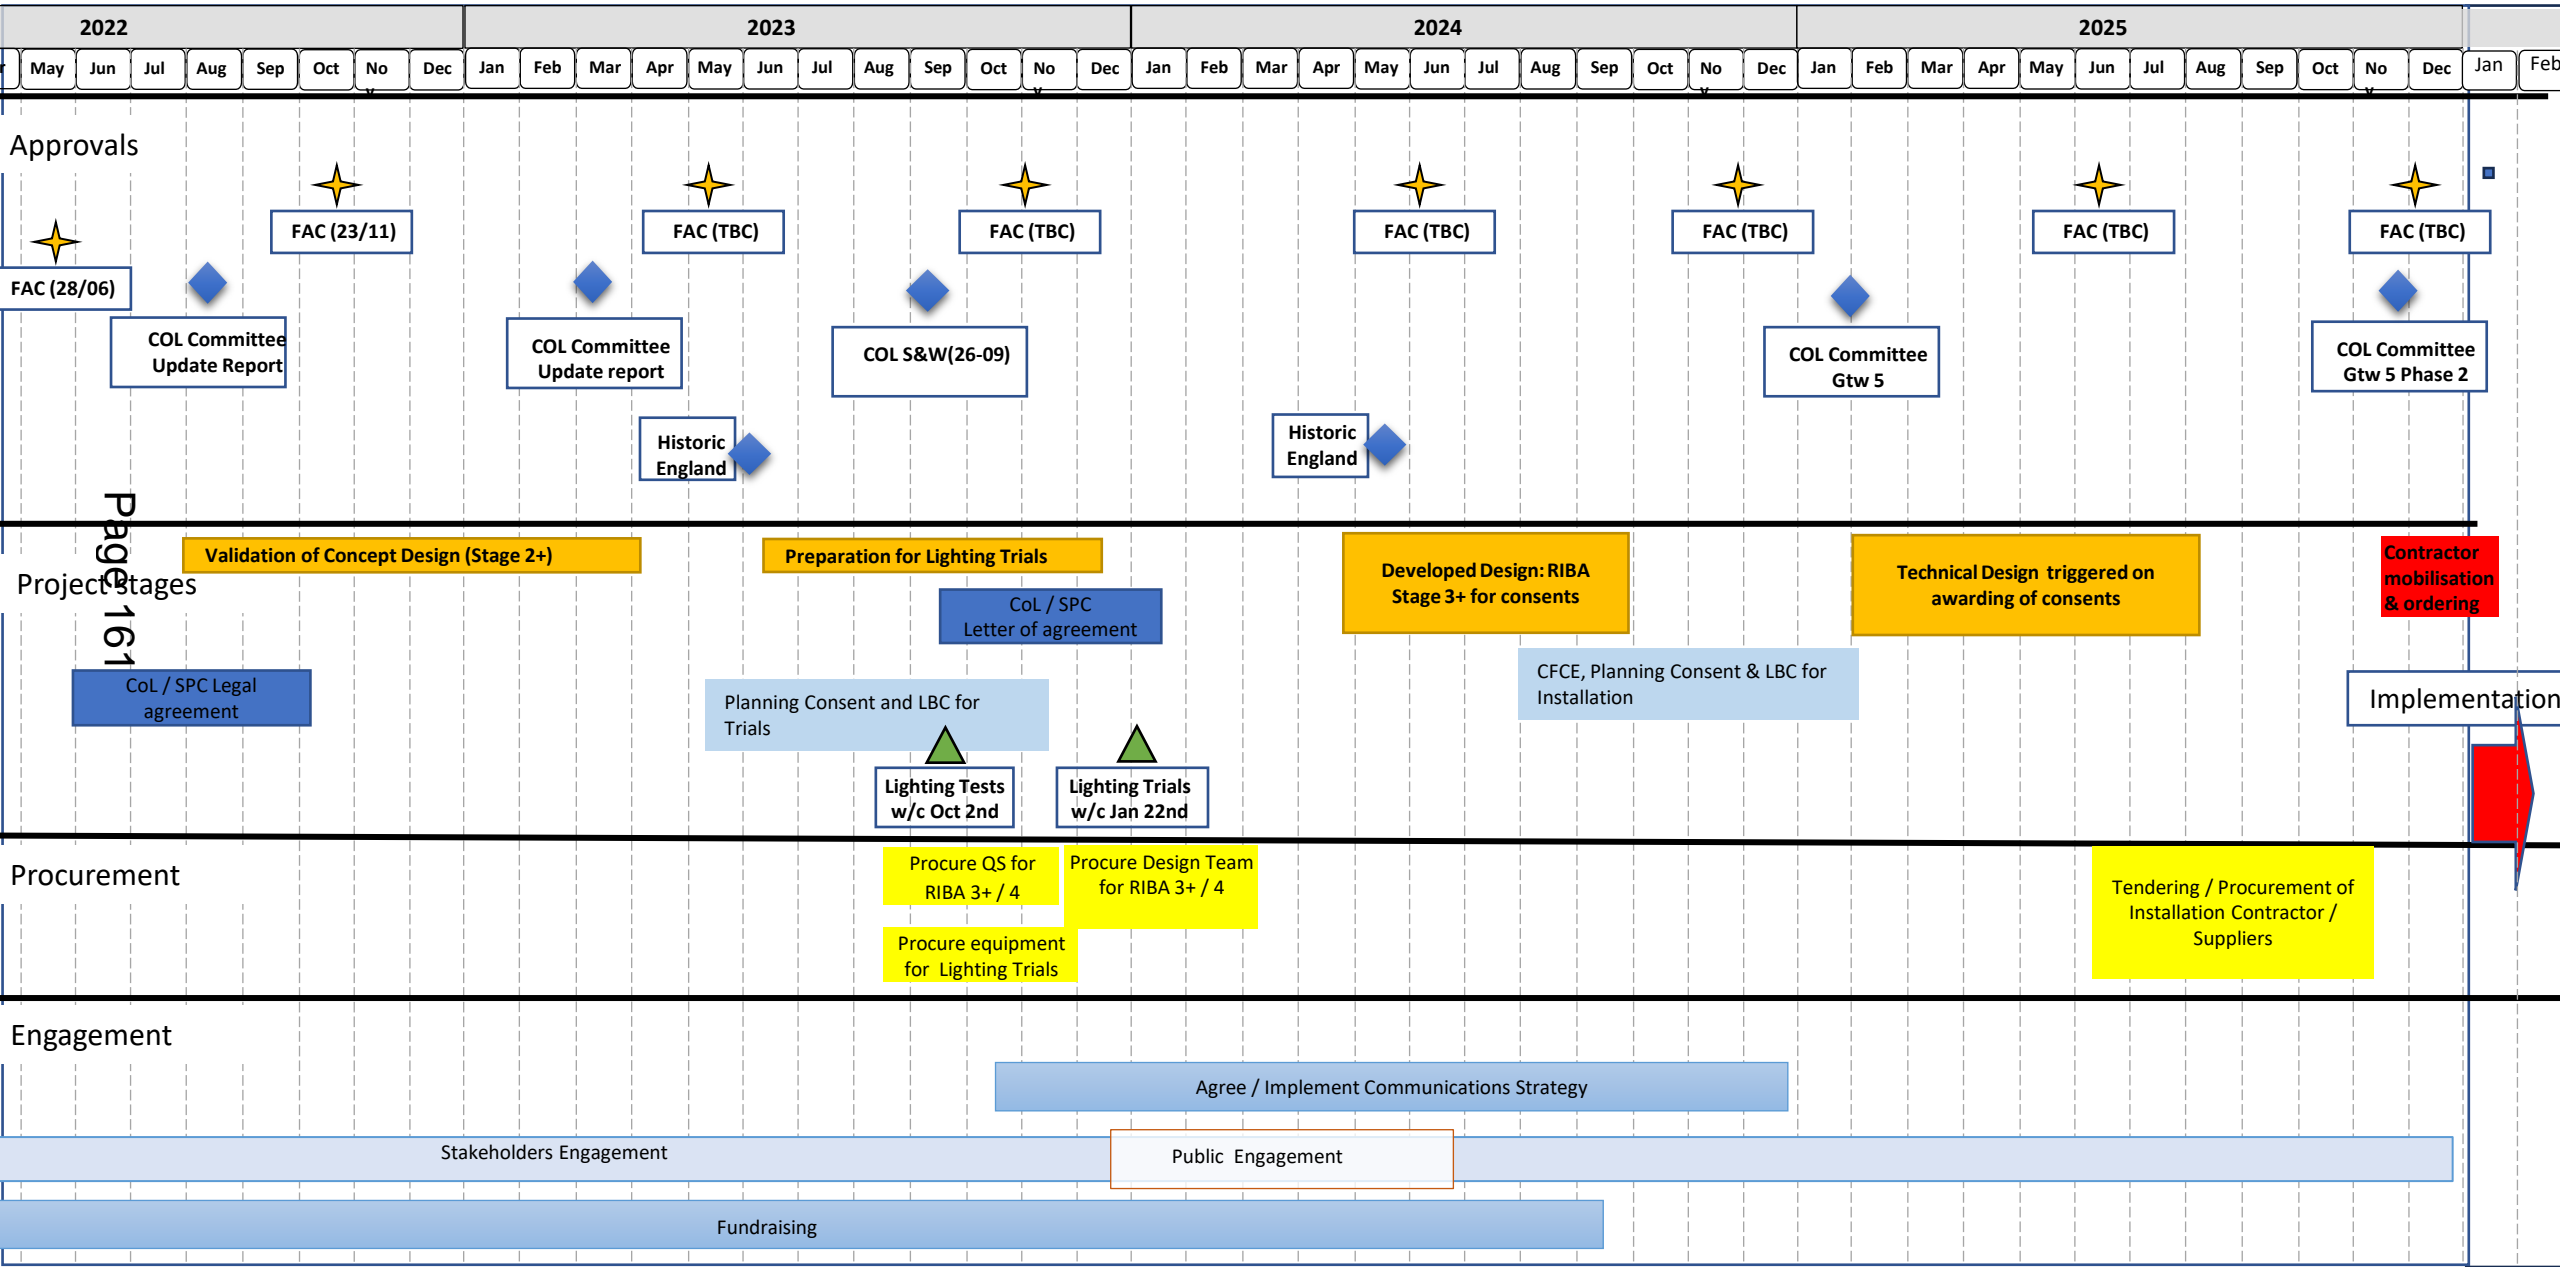 2022 2023 2024 2025
r May Jun Jul Aug Sep Oct No Dec Jan Feb Mar Apr May Jun Jul Aug Sep Oct No Dec Jan Feb Mar Apr May Jun Jul Aug Sep Oct No Dec Jan Feb Mar Apr May Jun Jul Aug Sep Oct No Dec Jan Feb
v v v v
Approvals
FAC (23/11) FAC (TBC) FAC (TBC) FAC (TBC) FAC (TBC) FAC (TBC) FAC (TBC)
FAC (28/06)
COL Committee
Update Report
COL Committee
Update report
COL S&W(26-09)
COL Committee
Gtw 5
COL Committee
Gtw 5 Phase 2
Historic
England
Historic
England
Page 161
Project stages
Validation of Concept Design (Stage 2+)
Preparation for Lighting Trials
CoL / SPC
Letter of agreement
Developed Design: RIBA
Stage 3+ for consents
Technical Design triggered on
awarding of consents
Contractor
mobilisation
& ordering
CoL / SPC Legal
agreement
Planning Consent and LBC for
Trials
CFCE, Planning Consent & LBC for
Installation
Implementation
Lighting Tests
w/c Oct 2nd
Lighting Trials
w/c Jan 22nd
Procurement
Procure QS for
RIBA 3+ / 4
Procure Design Team
for RIBA 3+ / 4
Procure equipment
for Lighting Trials
Tendering / Procurement of
Installation Contractor /
Suppliers
Engagement
Agree / Implement Communications Strategy
Stakeholders Engagement
Public Engagement
Fundraising